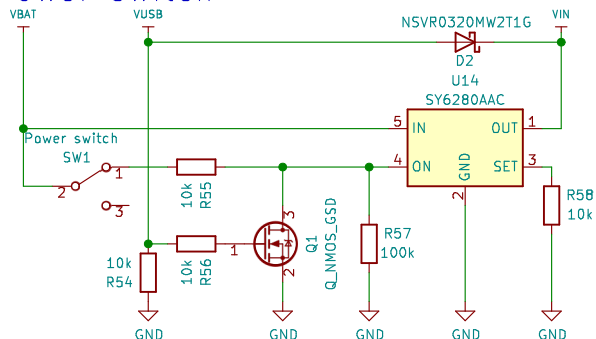 VBAT
VUSB
NSVR0320MW2T1G
VIN
D2
U14
SY6280AAC
5 IN
OUT 1
Power switch
SW1
1
2
3
10k
R55
4 ON
GND
SET 3
2
R58
10k
3
Q1
Q_NMOS_GSD
1
2
R57
100k
10k
R54
10k
R56
GND
GND
GND
GND
GND